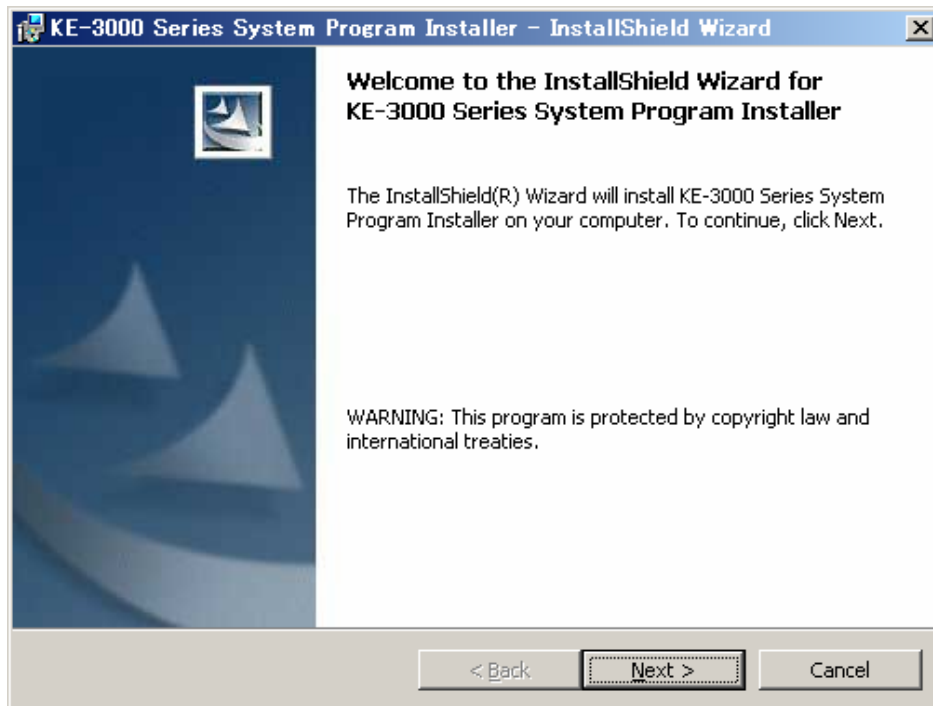 KE-3000 Series System Program Installer - InstallShield Wizard
Welcome to the InstallShield Wizard for
KE-3000 Series System Program Installer
The InstallShield(R) Wizard will install KE-3000 Series System
Program Installer on your computer. To continue, click Next.
WARNING: This program is protected by copyright law and
international treaties.
< Back
Next >
Cancel